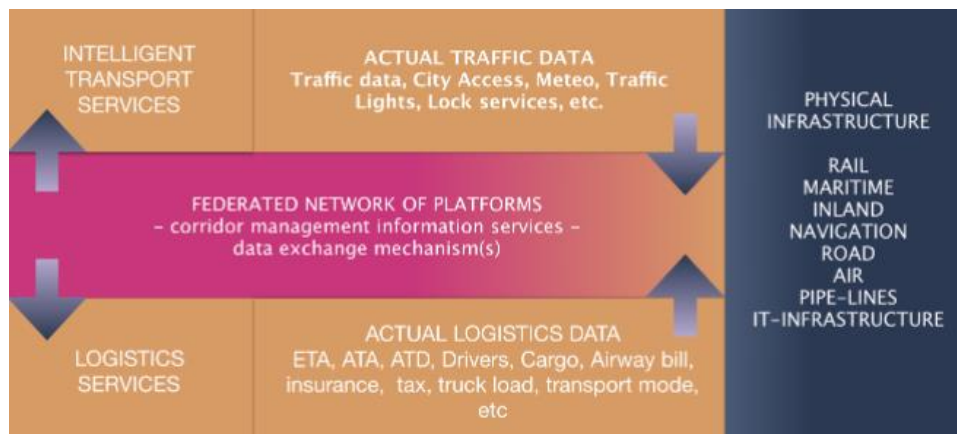 INTELLIGENT
TRANSPORT
SERVICES
ACTUAL TRAFFIC DATA
Traffic data, City Access, Meteo, Traffic
Lights, Lock services, etc.
FEDERATED NETWORK OF PLATFORMS
– corridor management information services –
data exchange mechanism(s)
LOGISTICS
SERVICES
ACTUAL LOGISTICS DATA
ETA, ATA, ATD, Drivers, Cargo, Airway bill,
insurance, tax, truck load, transport mode,
etc
PHYSICAL
INFRASTRUCTURE
RAIL
MARITIME
INLAND
NAVIGATION
ROAD
AIR
PIPE–LINES
IT–INFRASTRUCTURE